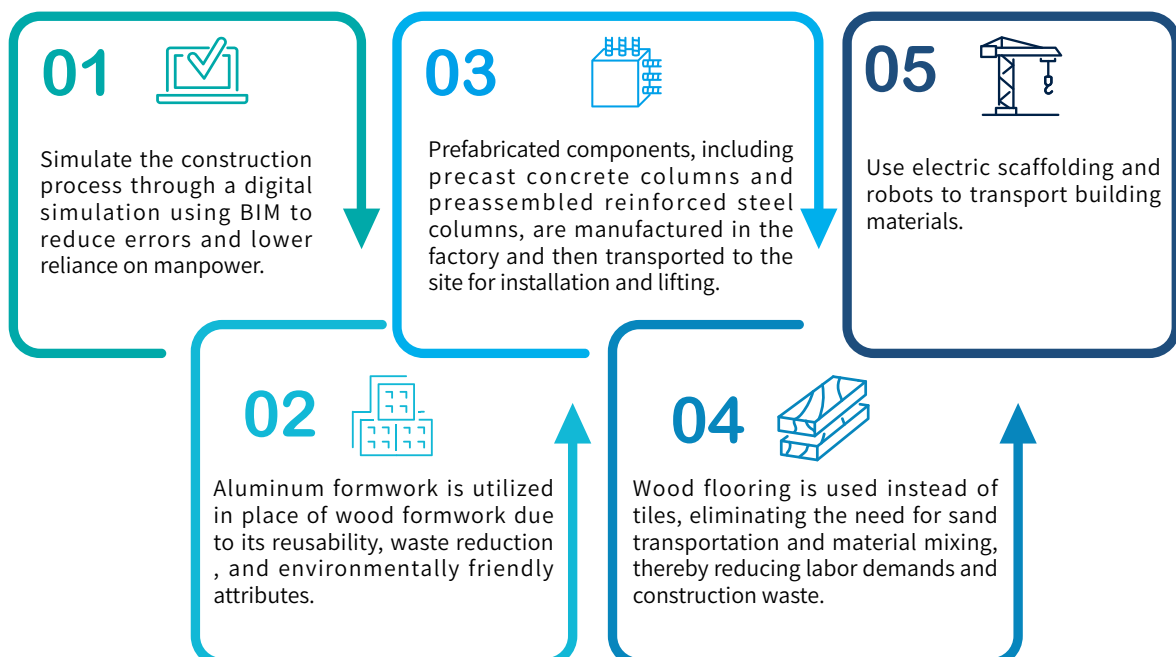 01
Simulate the construction
process through a digital
simulation using BIM to
reduce errors and lower
reliance on manpower.
02
Aluminum formwork is utilized
in place of wood formwork due
to its reusability, waste reduction
, and environmentally friendly
attributes.
03
Prefabricated components, including
precast concrete columns and
preassembled reinforced steel
columns, are manufactured in the
factory and then transported to the
site for installation and lifting.
04
Wood flooring is used instead of
tiles, eliminating the need for sand
transportation and material mixing,
thereby reducing labor demands and
construction waste.
05
Use electric scaffolding and
robots to transport building
materials.